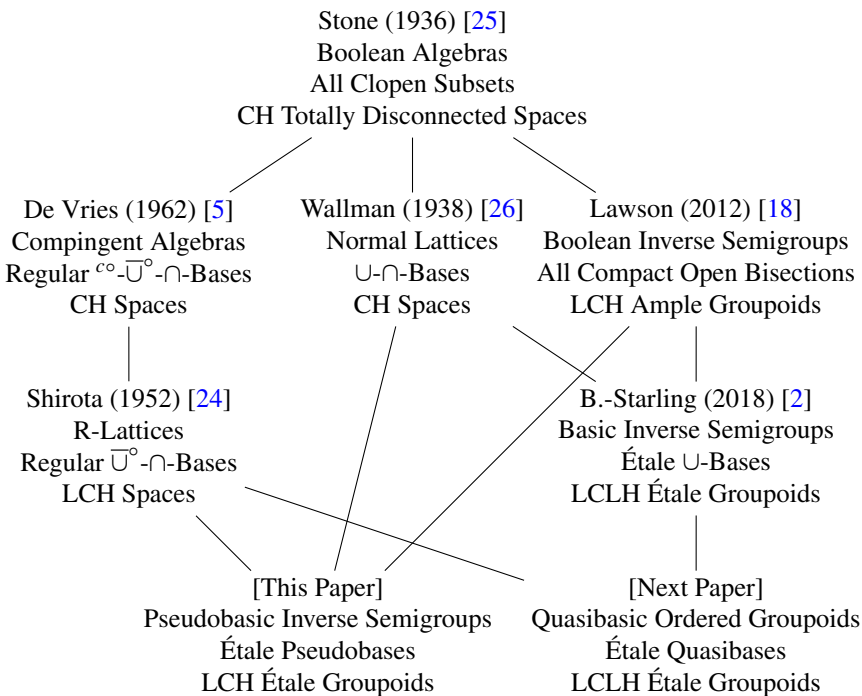 Stone (1936) [25]
Boolean Algebras
All Clopen Subsets
CH Totally Disconnected Spaces
De Vries (1962) [5]
Compingent Algebras
Regular ᶜ°-∪̅°-∩-Bases
CH Spaces
Wallman (1938) [26]
Normal Lattices
∪-∩-Bases
CH Spaces
Lawson (2012) [18]
Boolean Inverse Semigroups
All Compact Open Bisections
LCH Ample Groupoids
Shirota (1952) [24]
R-Lattices
Regular ∪̅°-∩-Bases
LCH Spaces
B.-Starling (2018) [2]
Basic Inverse Semigroups
Étale ∪-Bases
LCLH Étale Groupoids
[This Paper]
Pseudobasic Inverse Semigroups
Étale Pseudobases
LCH Étale Groupoids
[Next Paper]
Quasibasic Ordered Groupoids
Étale Quasibases
LCLH Étale Groupoids